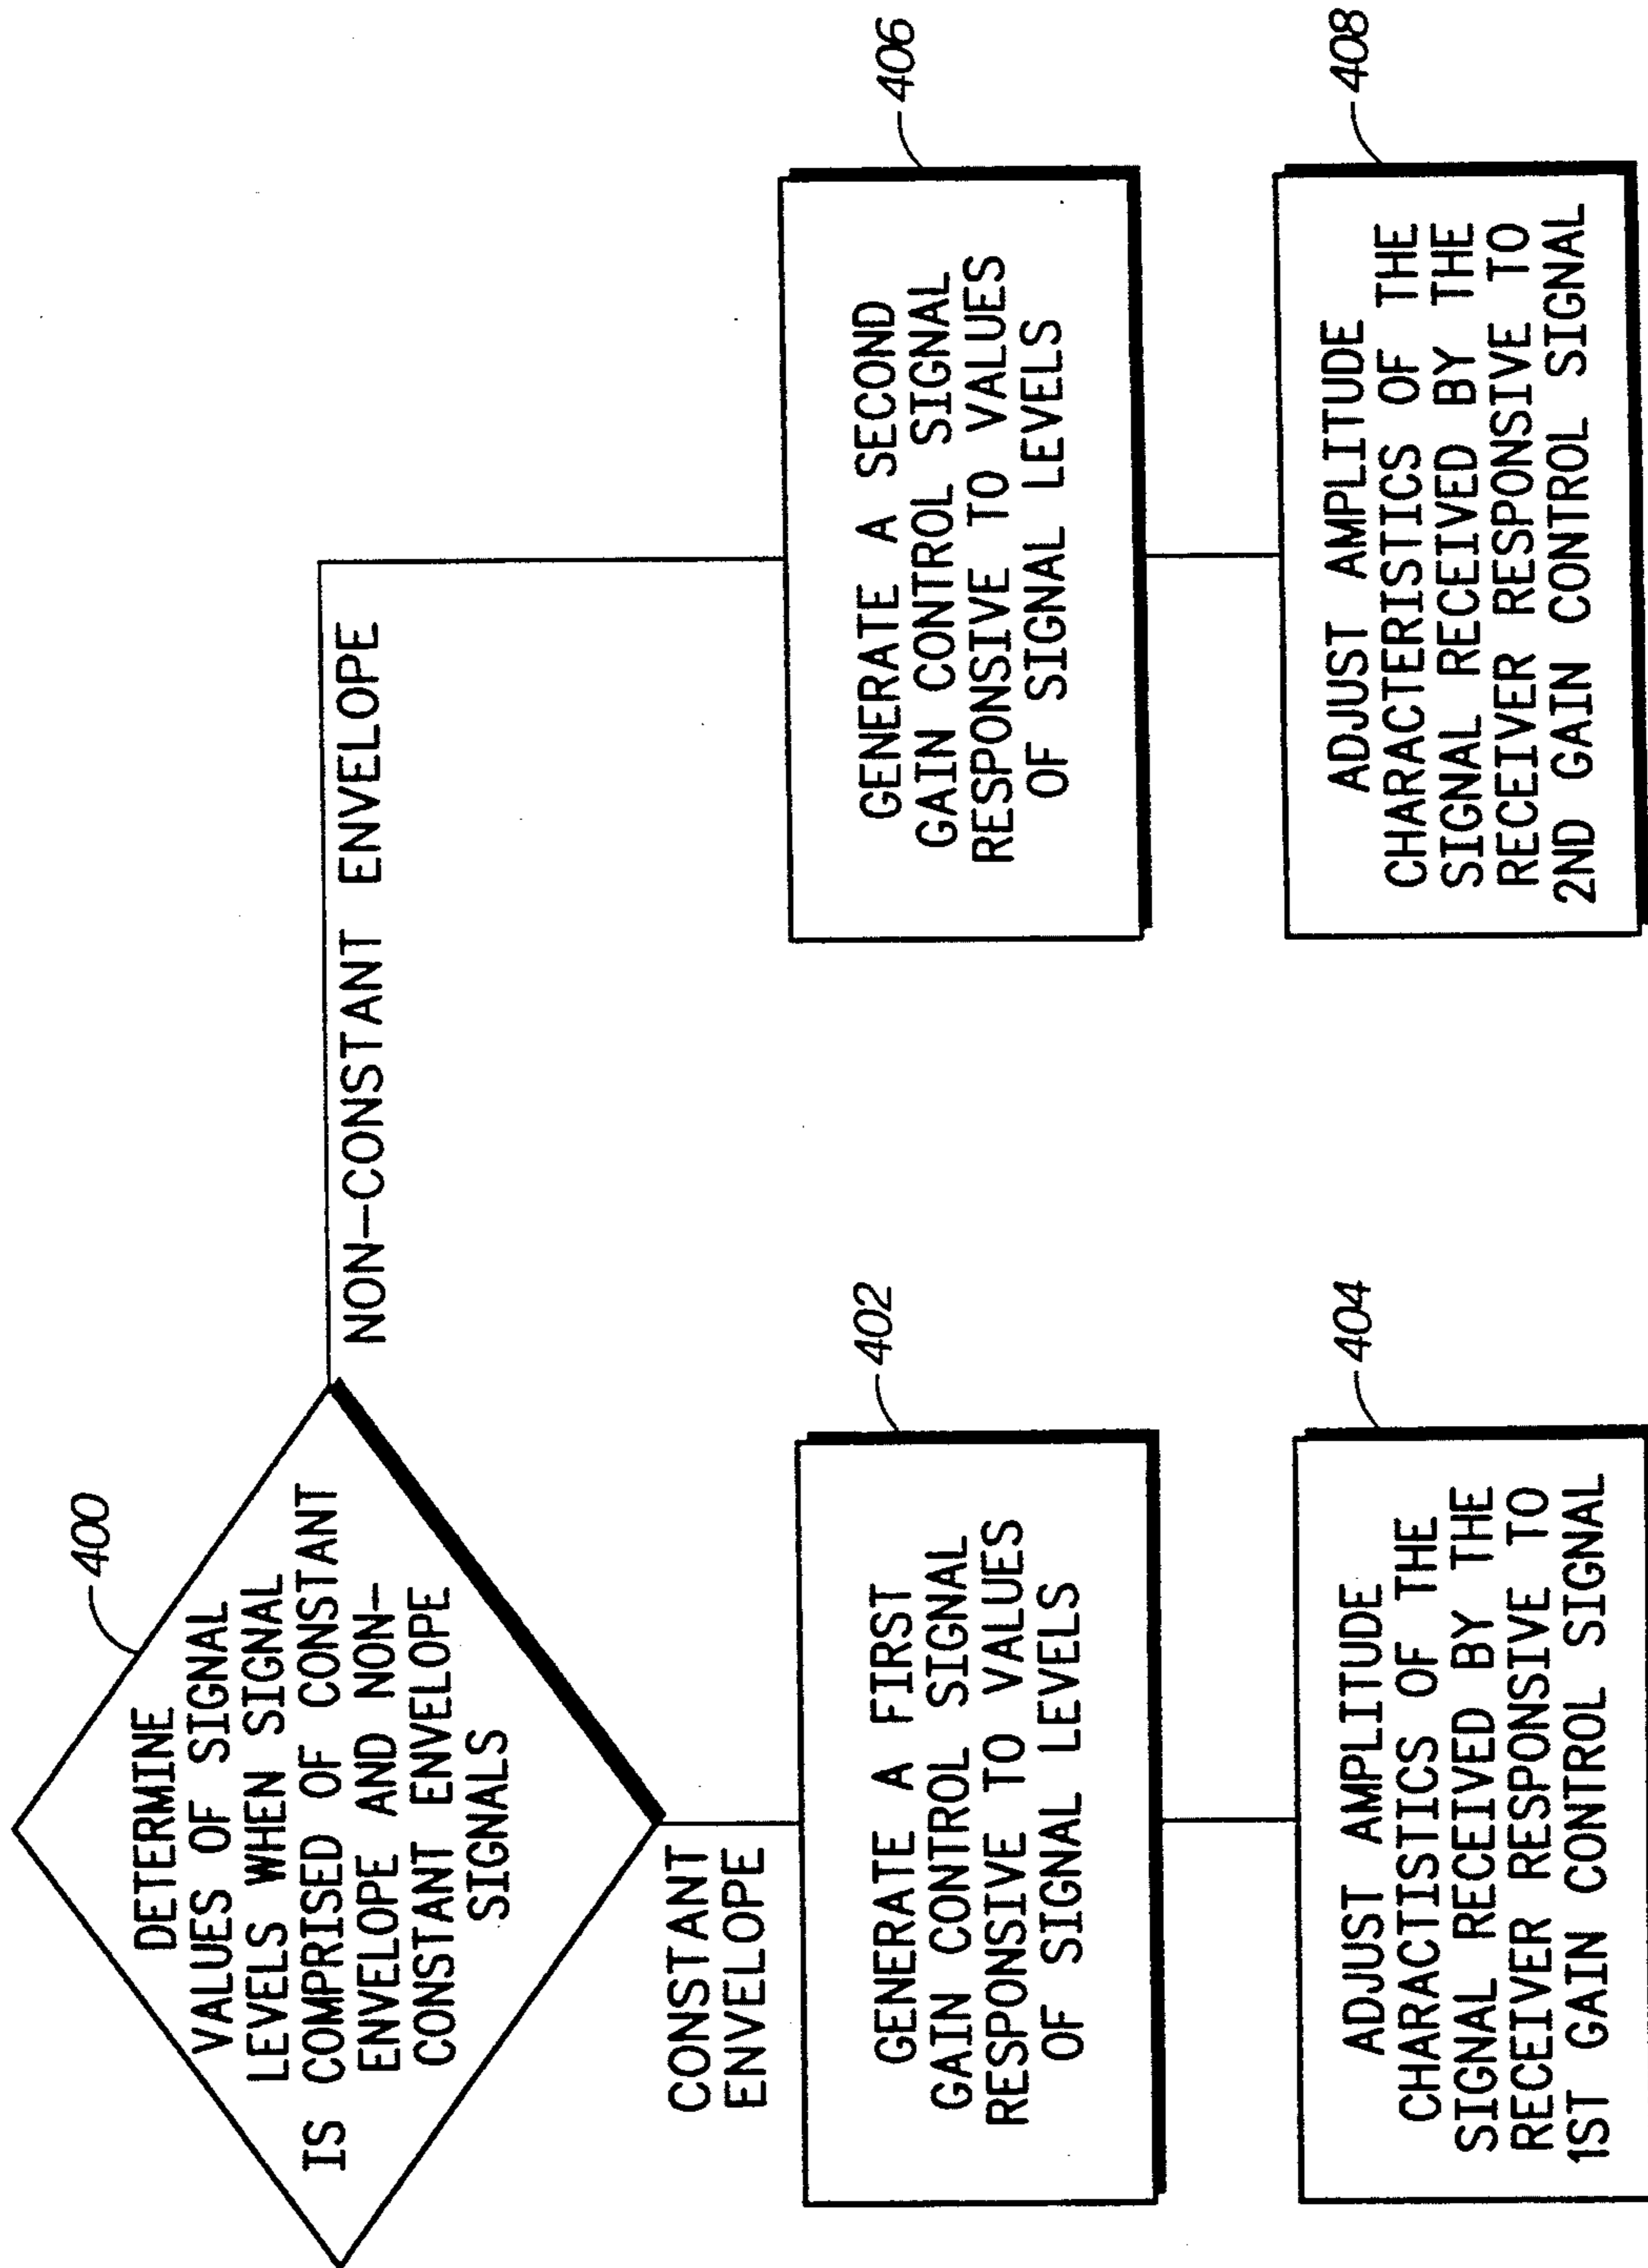 400
DETERMINE
VALUES OF SIGNAL
LEVELS WHEN SIGNAL
IS COMPRISED OF CONSTANT
ENVELOPE AND NON-
CONSTANT ENVELOPE
SIGNALS
NON-CONSTANT ENVELOPE
CONSTANT
ENVELOPE
402
GENERATE A FIRST
GAIN CONTROL SIGNAL
RESPONSIVE TO VALUES
OF SIGNAL LEVELS
404
ADJUST AMPLITUDE
CHARACTISTICS OF THE
SIGNAL RECEIVED BY THE
RECEIVER RESPONSIVE TO
1ST GAIN CONTROL SIGNAL
406
GENERATE A SECOND
GAIN CONTROL SIGNAL
RESPONSIVE TO VALUES
OF SIGNAL LEVELS
408
ADJUST AMPLITUDE
CHARACTERISTICS OF THE
SIGNAL RECEIVED BY THE
RECEIVER RESPONSIVE TO
2ND GAIN CONTROL SIGNAL